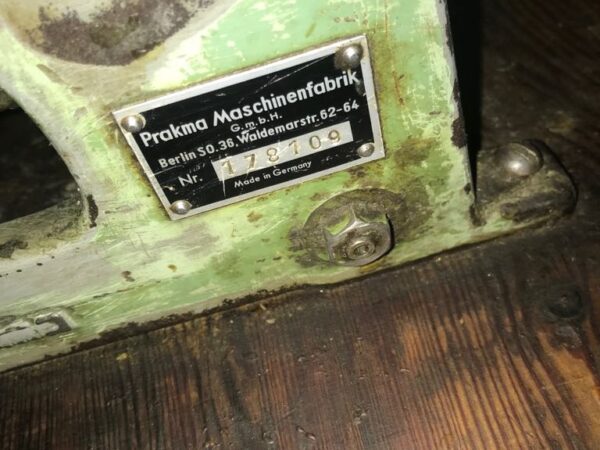 Prakma Maschinenfabrik
G.m.b.H.
Berlin SO.36, Waldemarstr. 62-64
Nr. 178109
Made in Germany